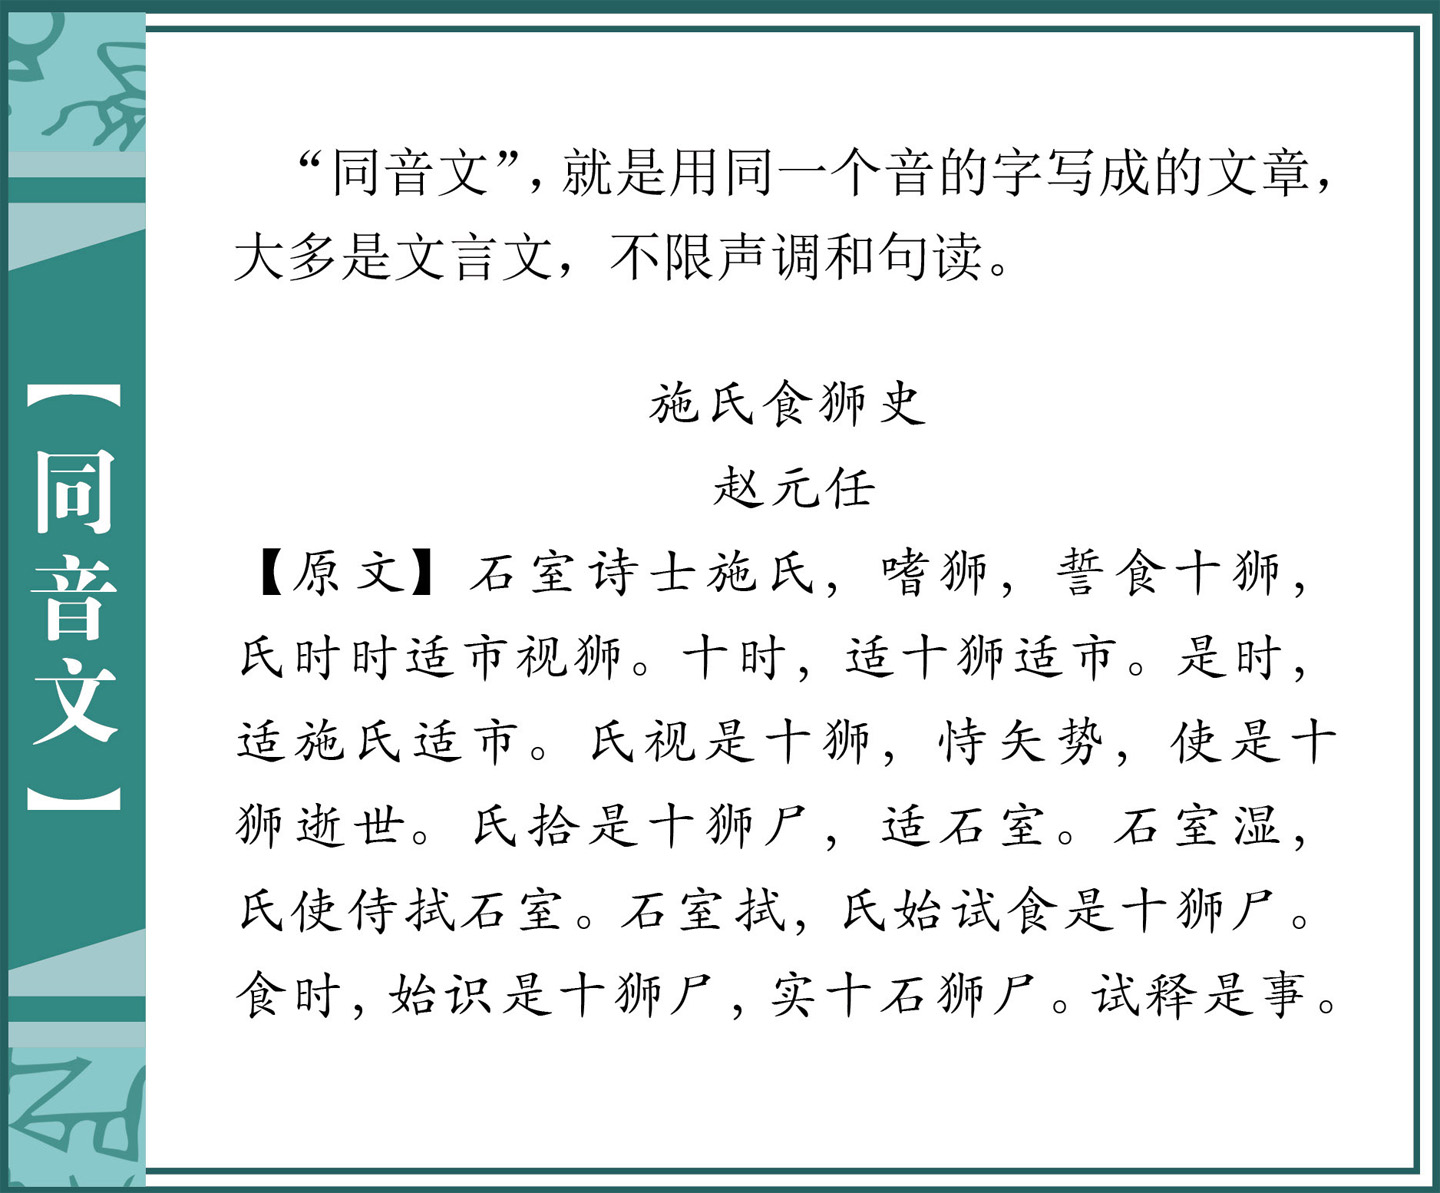 【同音文】
“同音文”，就是用同一个音的字写成的文章，
大多是文言文，不限声调和句读。
施氏食狮史
赵元任
【原文】石室诗士施氏，嗜狮，誓食十狮，
氏时时适市视狮。十时，适十狮适市。是时，
适施氏适市。氏视是十狮，恃矢势，使是十
狮逝世。氏拾是十狮尸，适石室。石室湿，
氏使侍拭石室。石室拭，氏始试食是十狮尸。
食时，始识是十狮尸，实十石狮尸。试释是事。